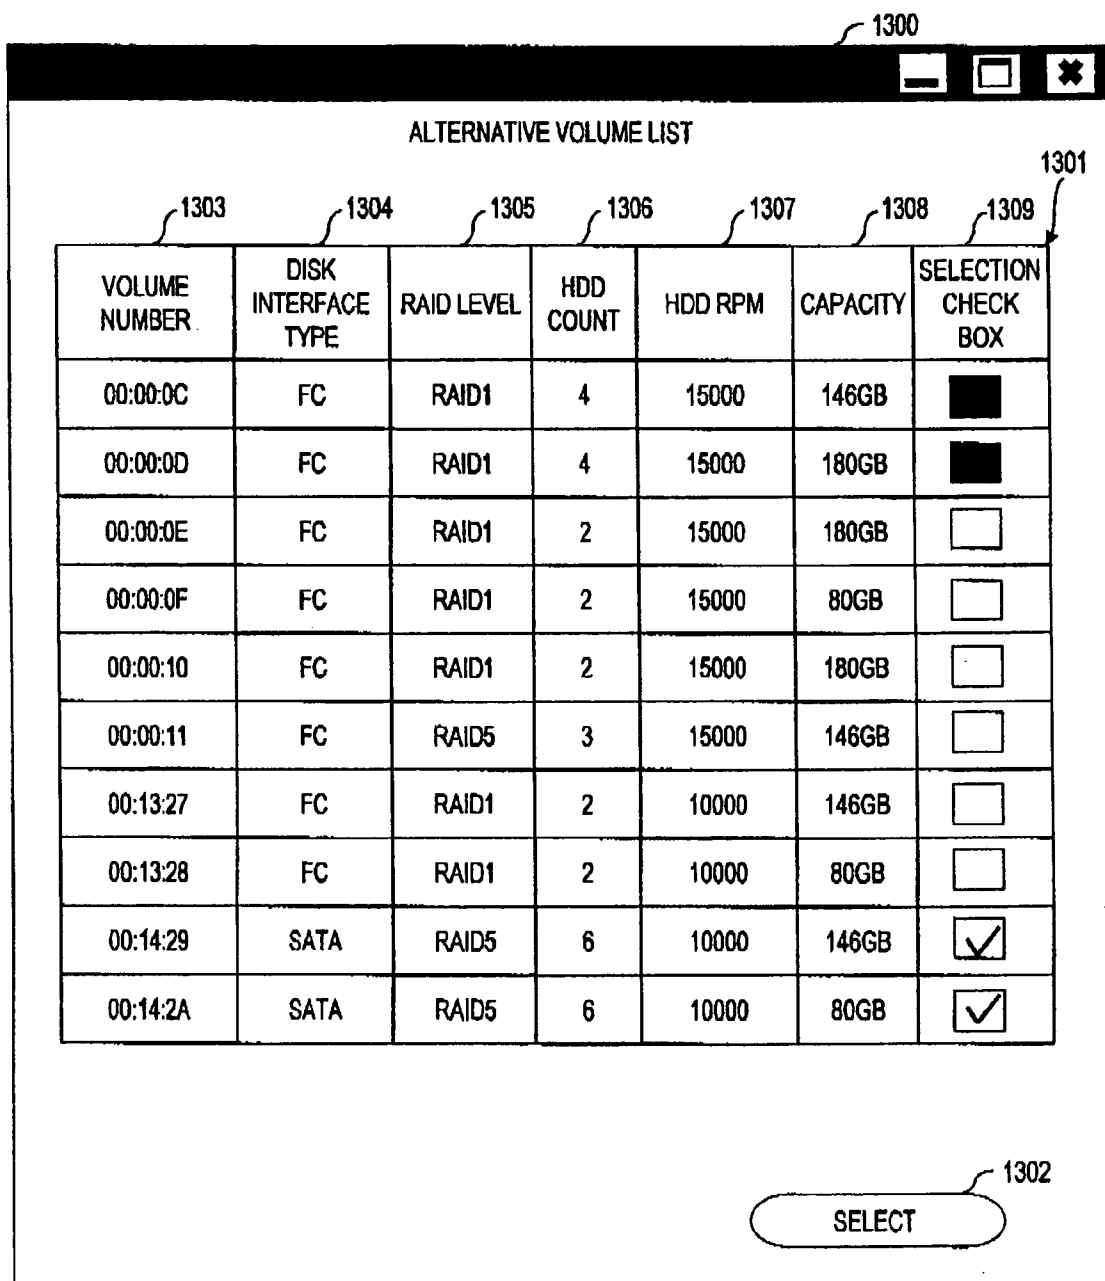 1300
ALTERNATIVE VOLUME LIST
1301
1303 1304 1305 1306 1307 1308 1309
VOLUME NUMBER DISK INTERFACE TYPE RAID LEVEL HDD COUNT HDD RPM CAPACITY SELECTION CHECK BOX
00:00:0C FC RAID1 4 15000 146GB
00:00:0D FC RAID1 4 15000 180GB
00:00:0E FC RAID1 2 15000 180GB
00:00:0F FC RAID1 2 15000 80GB
00:00:10 FC RAID1 2 15000 180GB
00:00:11 FC RAID5 3 15000 146GB
00:13:27 FC RAID1 2 10000 146GB
00:13:28 FC RAID1 2 10000 80GB
00:14:29 SATA RAID5 6 10000 146GB
00:14:2A SATA RAID5 6 10000 80GB
1302
SELECT